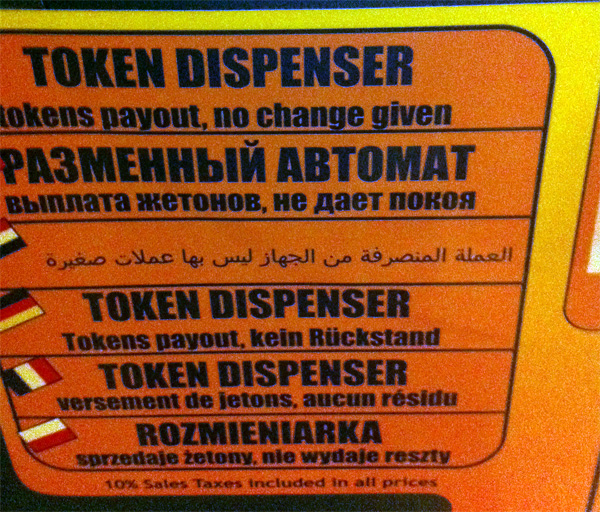 TOKEN DISPENSER
tokens payout, no change given
РАЗМЕННЫЙ АВТОМАТ
выплата жетонов, не дает покоя
العملة المنصرفة من الجهاز ليس بها عملات صغيرة
TOKEN DISPENSER
Tokens payout, kein Rückstand
TOKEN DISPENSER
versement de jetons, aucun résidu
ROZMIENIARKA
sprzedaje żetony, nie wydaje reszty
10% Sales Taxes included in all prices